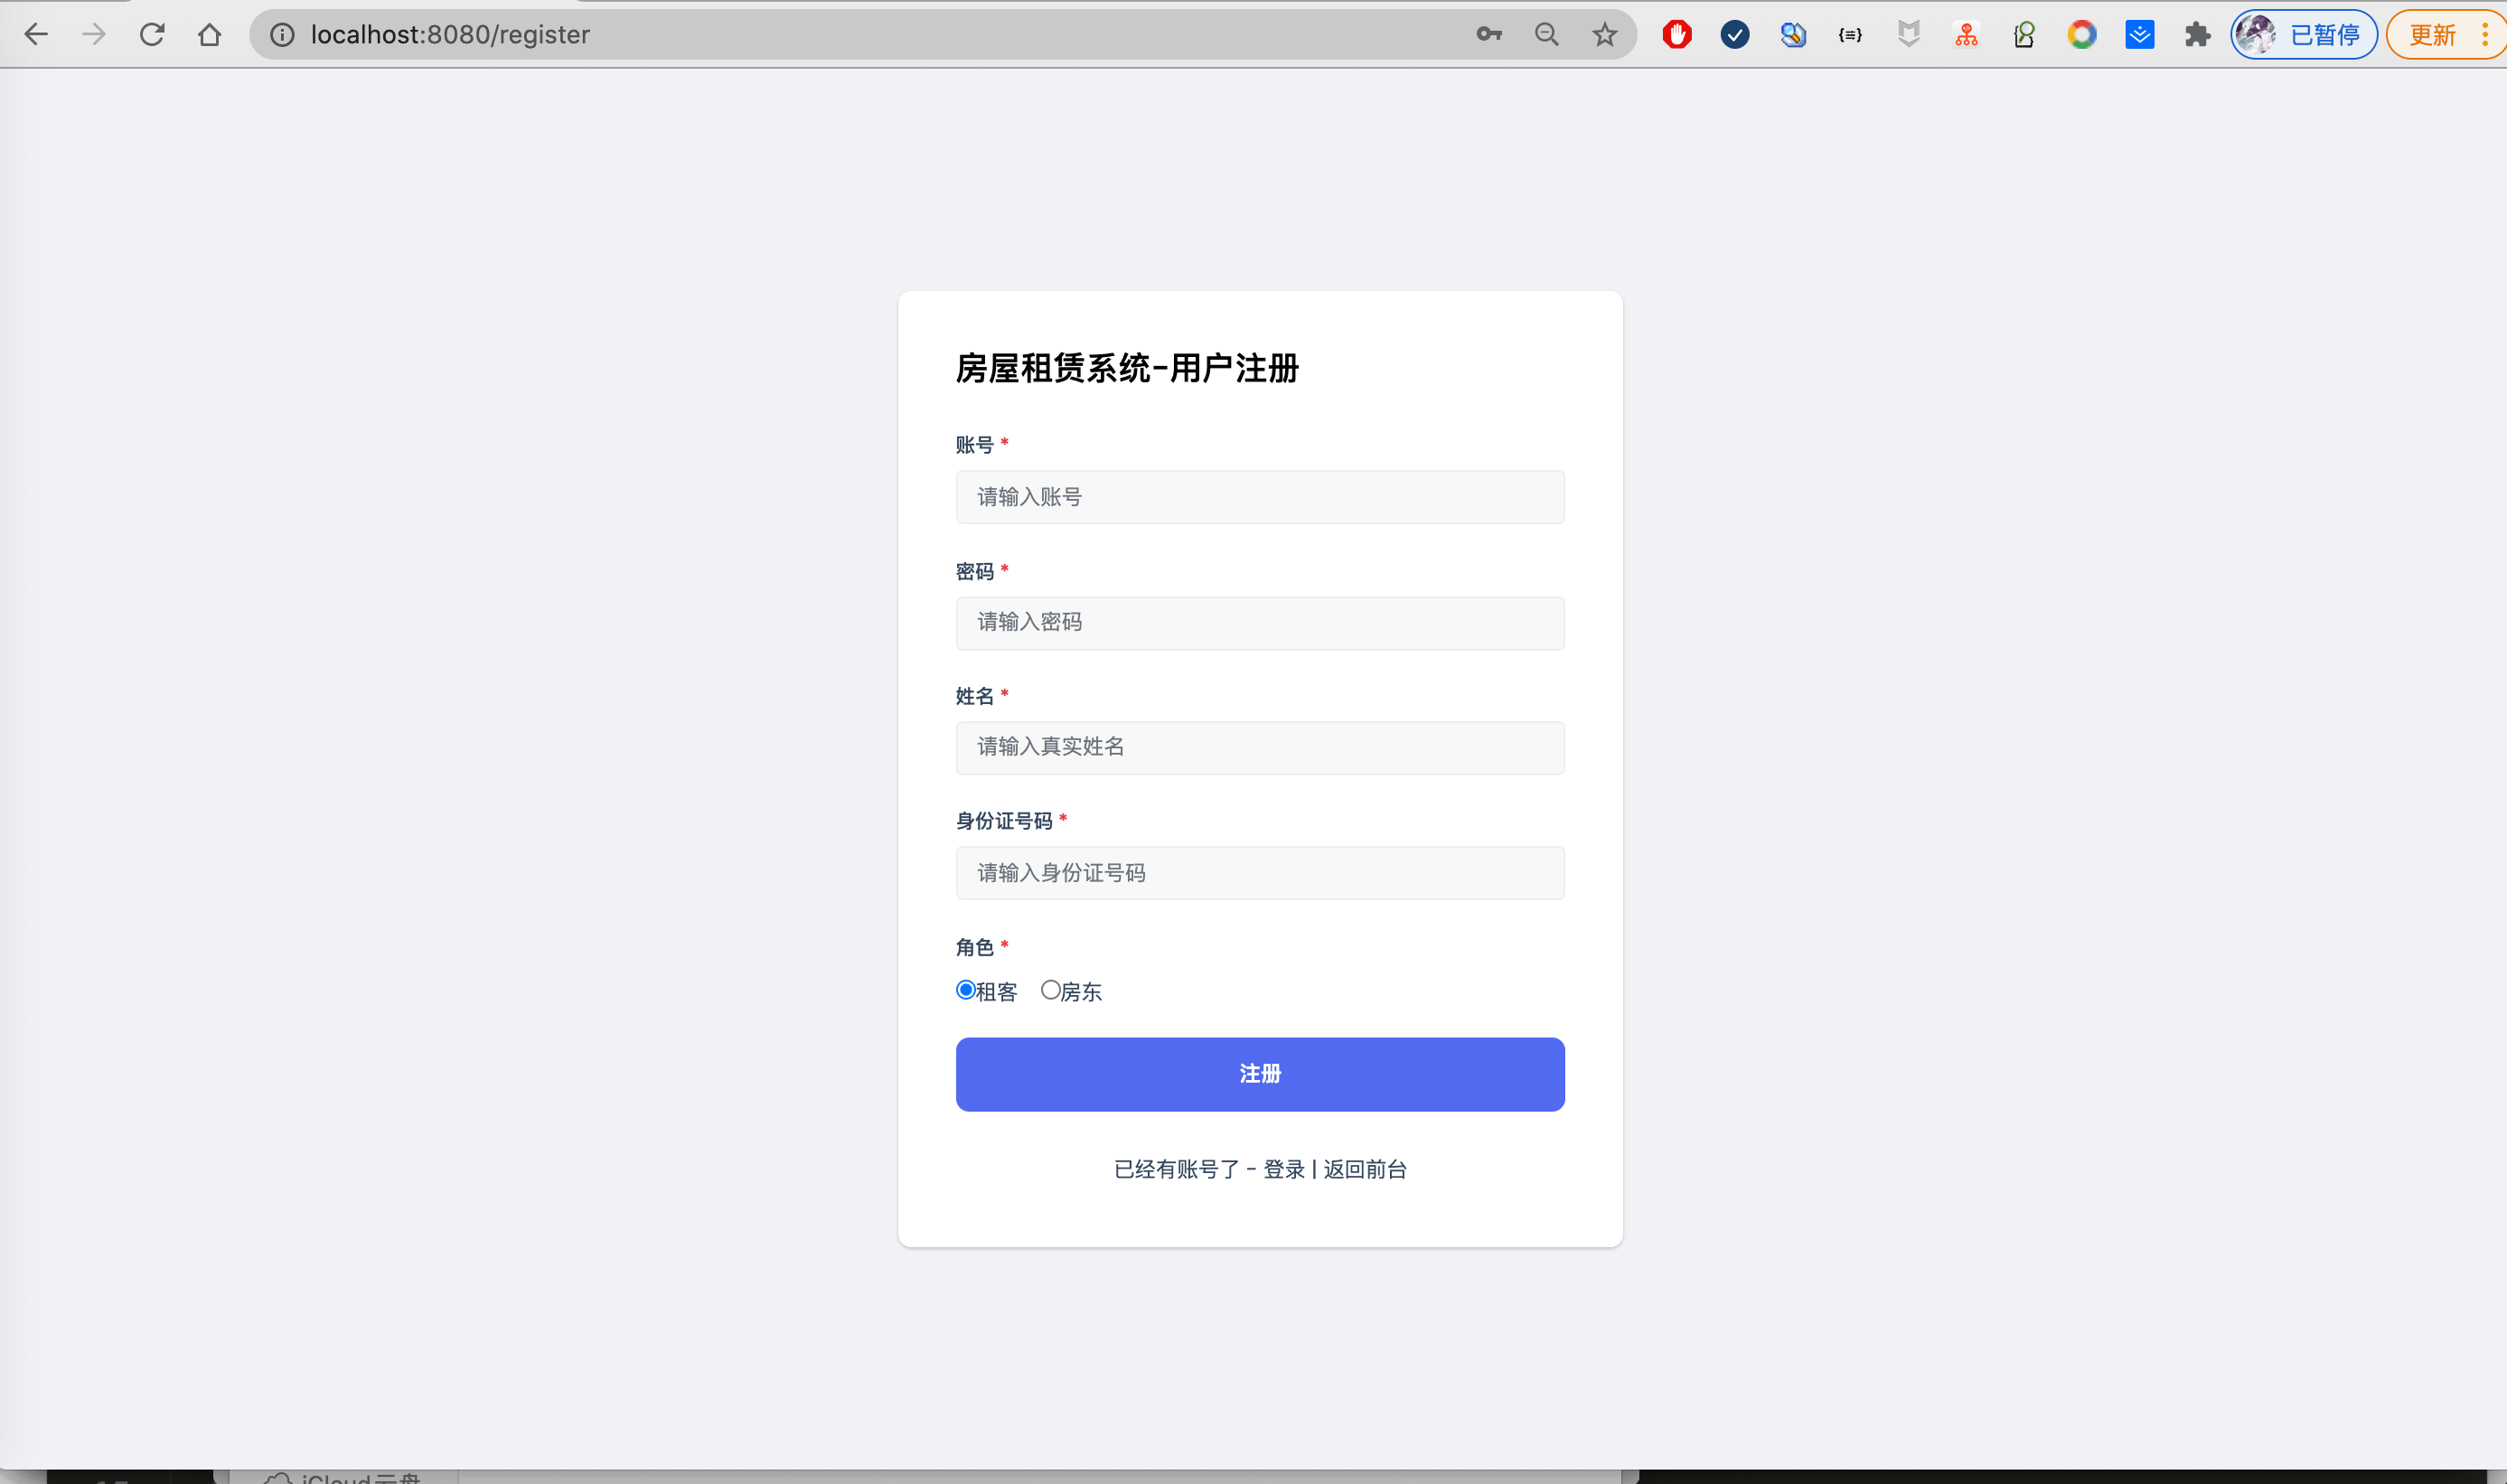 localhost:8080/register
已暂停
更新
房屋租赁系统-用户注册
账号 *
请输入账号
密码 *
请输入密码
姓名 *
请输入真实姓名
身份证号码 *
请输入身份证号码
角色 *
租客 房东
注册
已经有账号了 - 登录 | 返回前台
iCloud云盘